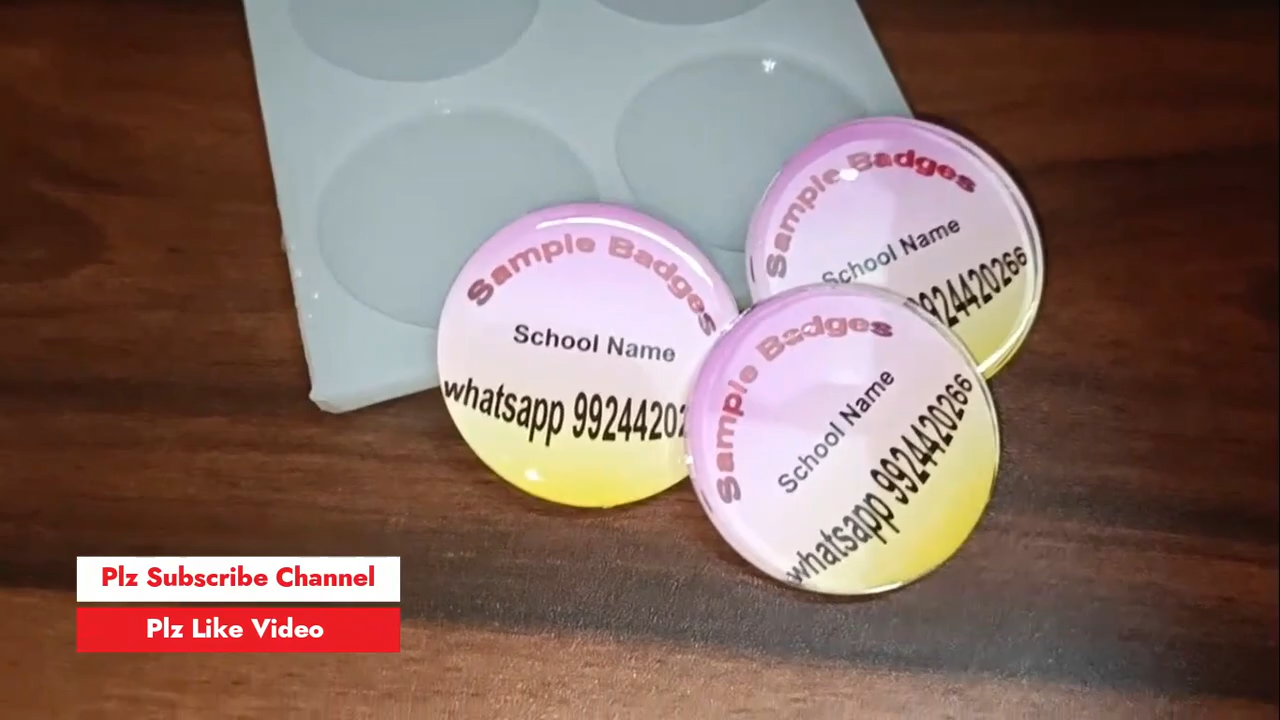 Sample Badges
School Name
whatsapp 99244202
Sample Badges
School Name
9924420266
Sample Badges
School Name
whatsapp 9924420266
Plz Subscribe Channel
Plz Like Video